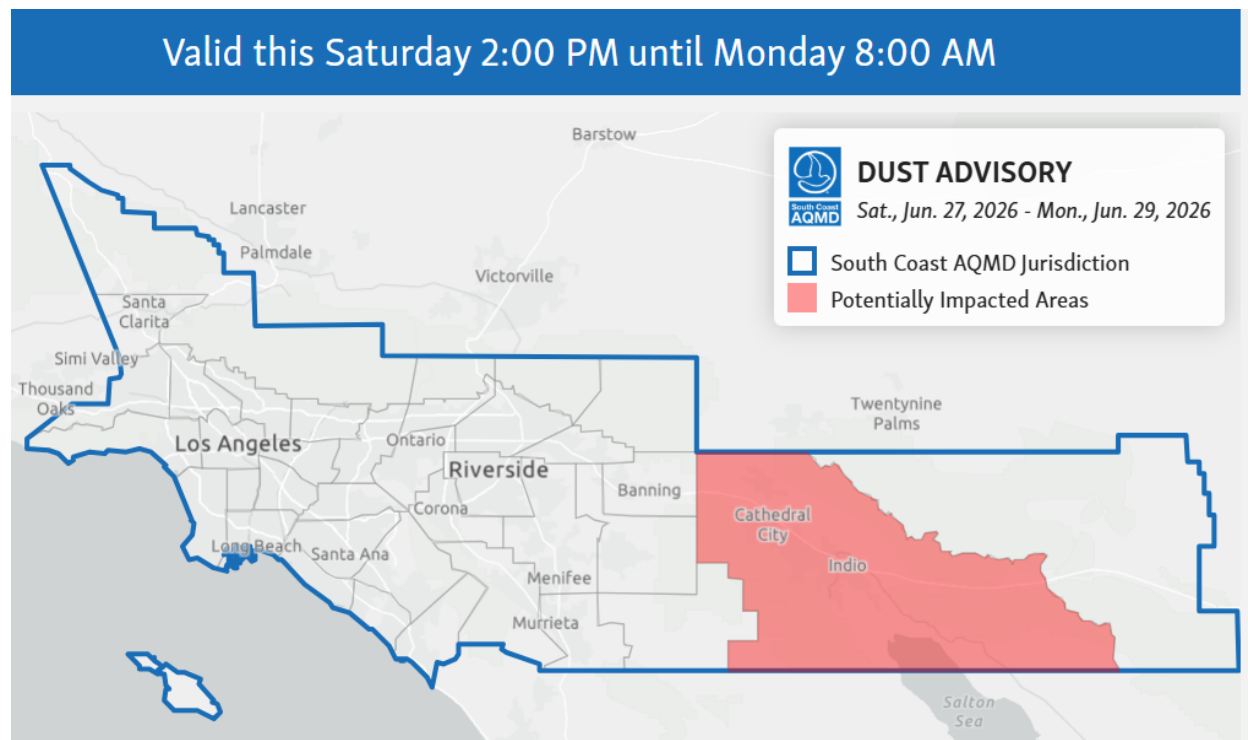 Valid this Saturday 2:00 PM until Monday 8:00 AM
Barstow
DUST ADVISORY
South Coast
AQMD
Sat., Jun. 27, 2026 - Mon., Jun. 29, 2026
South Coast AQMD Jurisdiction
Potentially Impacted Areas
Lancaster
Palmdale
Victorville
Santa
Clarita
Simi Valley
Thousand
Oaks
Twentynine
Palms
Los Angeles
Ontario
Riverside
Banning
Corona
Cathedral
City
Long Beach
Santa Ana
Indio
Menifee
Murrieta
Salton
Sea